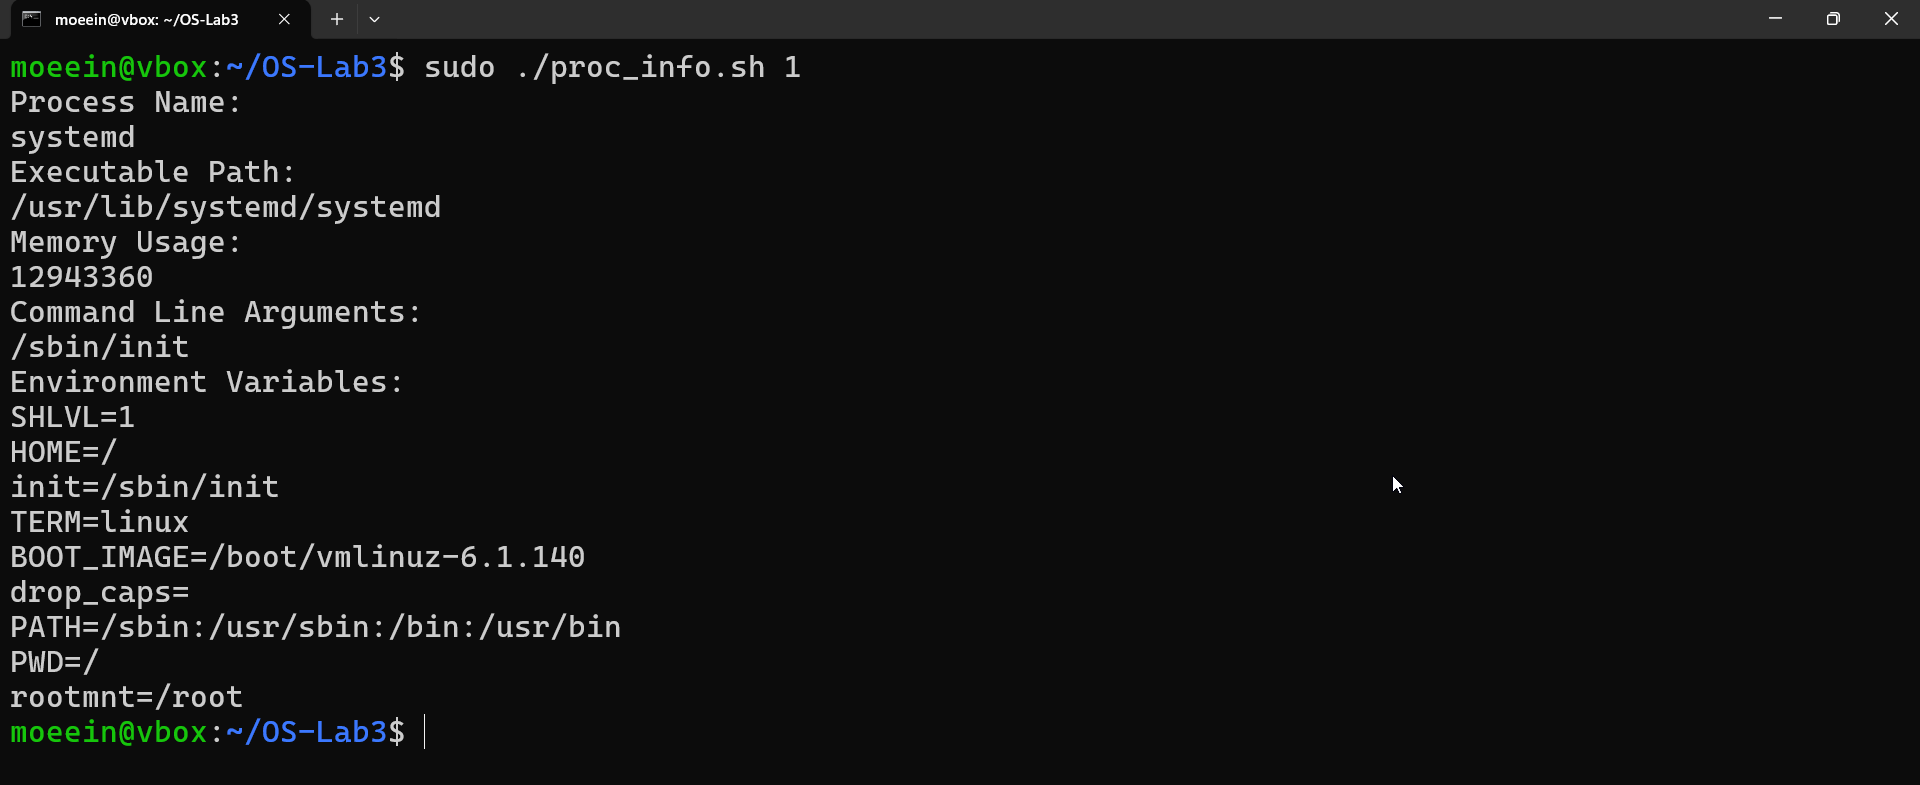 moeein@vbox: ~/OS-Lab3
moeein@vbox:~/OS-Lab3$ sudo ./proc_info.sh 1
Process Name:
systemd
Executable Path:
/usr/lib/systemd/systemd
Memory Usage:
12943360
Command Line Arguments:
/sbin/init
Environment Variables:
SHLVL=1
HOME=/
init=/sbin/init
TERM=linux
BOOT_IMAGE=/boot/vmlinuz-6.1.140
drop_caps=
PATH=/sbin:/usr/sbin:/bin:/usr/bin
PWD=/
rootmnt=/root
moeein@vbox:~/OS-Lab3$